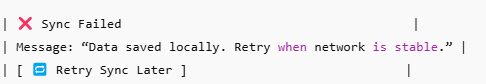 | ❌ Sync Failed |
| Message: “Data saved locally. Retry when network is stable.” |
| [ 🔁 Retry Sync Later ] |